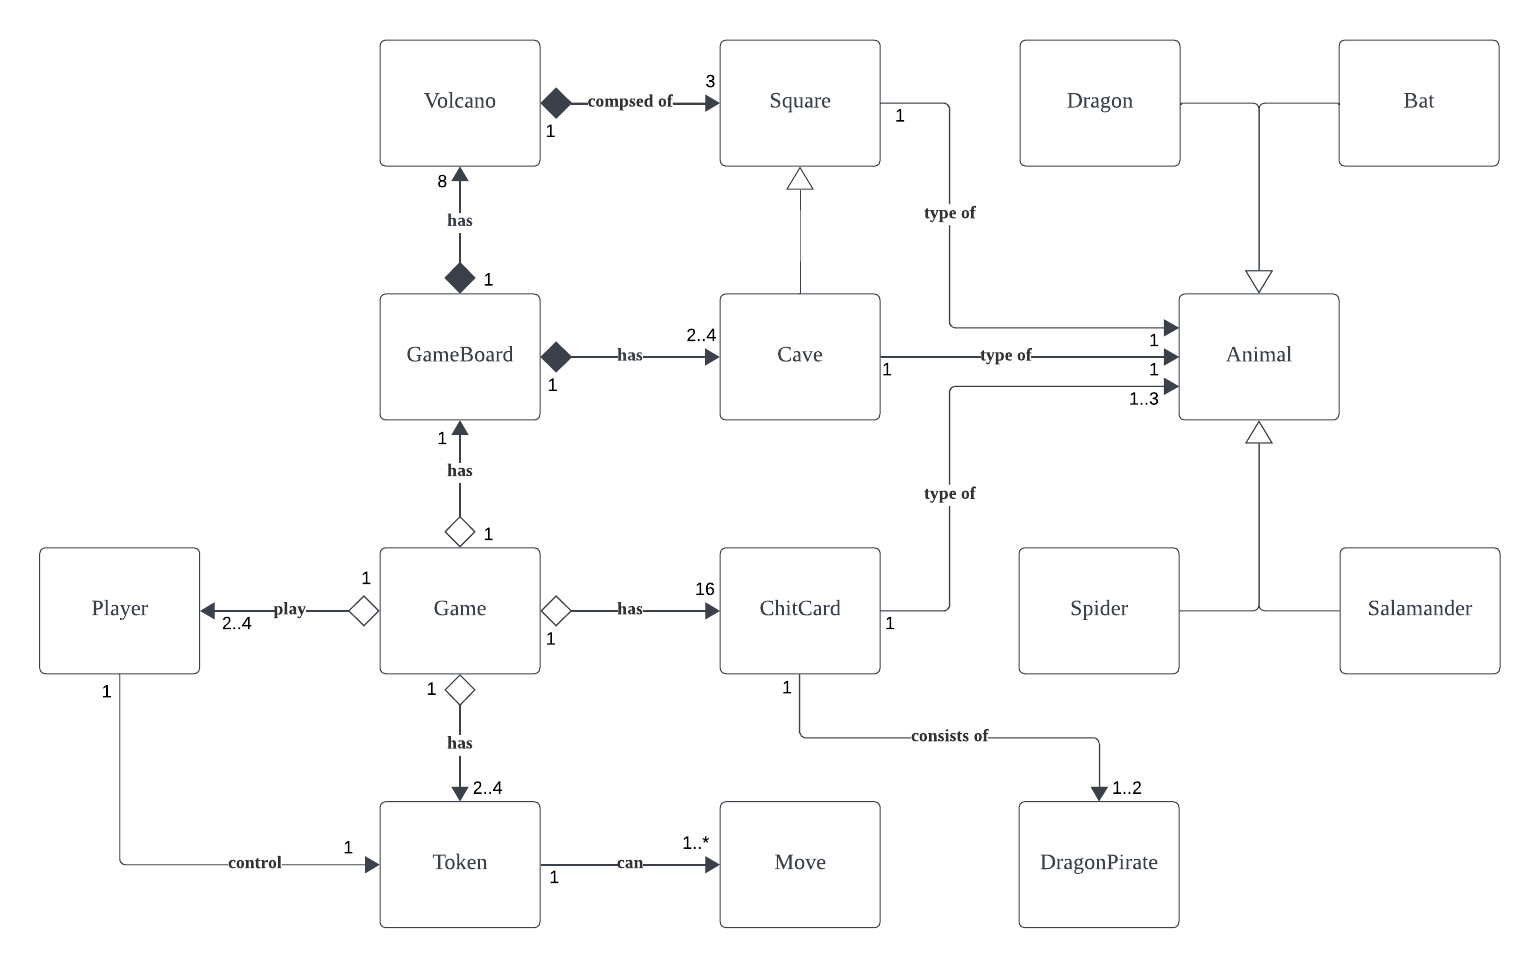 Volcano
compsed of
3
1
Square
1
Dragon
Bat
8
has
1
type of
GameBoard
has
2..4
1
Cave
type of
1
1
1
1..3
Animal
1
has
1
type of
Player
1
play
2..4
Game
has
16
1
ChitCard
1
Spider
Salamander
1
1
has
2..4
1
consists of
1..2
control
1
Token
can
1..*
1
Move
DragonPirate